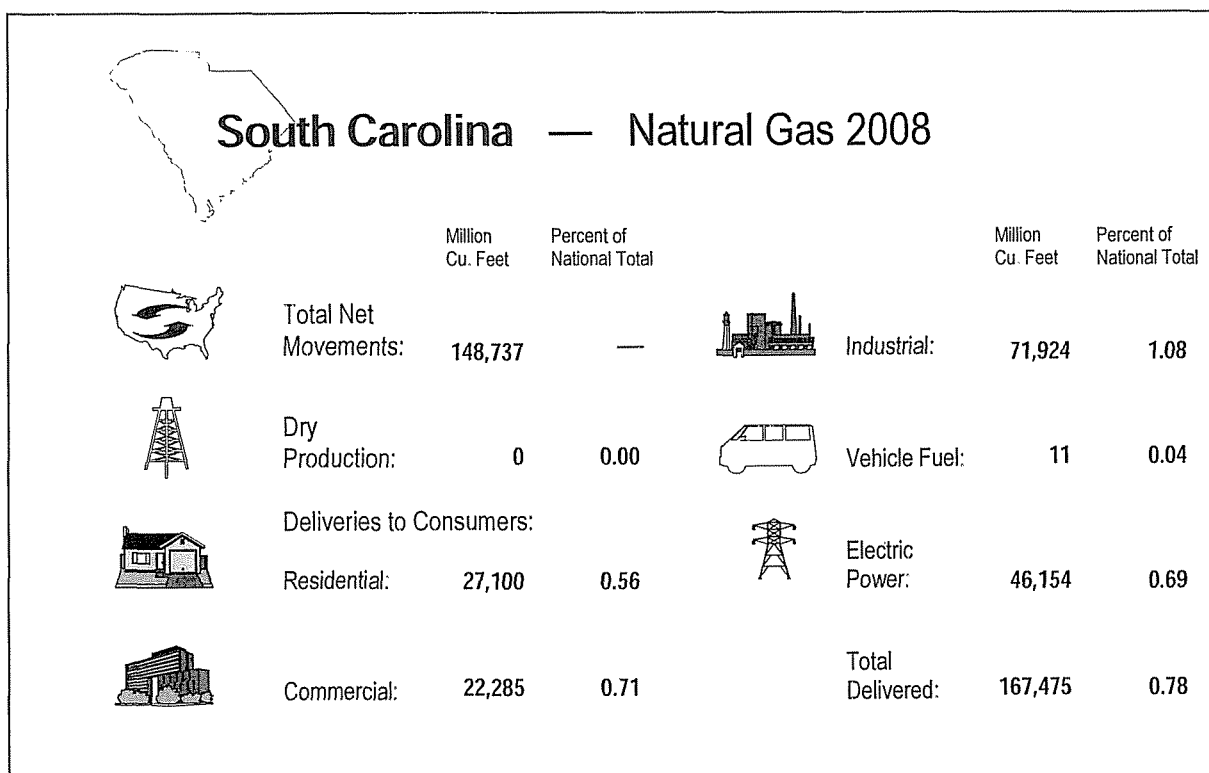 South Carolina — Natural Gas 2008
Million
Cu. Feet
Percent of
National Total
Total Net
Movements: 148,737 —
Dry
Production: 0 0.00
Deliveries to Consumers:
Residential: 27,100 0.56
Commercial: 22,285 0.71
Million
Cu. Feet
Percent of
National Total
Industrial: 71,924 1.08
Vehicle Fuel: 11 0.04
Electric
Power: 46,154 0.69
Total
Delivered: 167,475 0.78